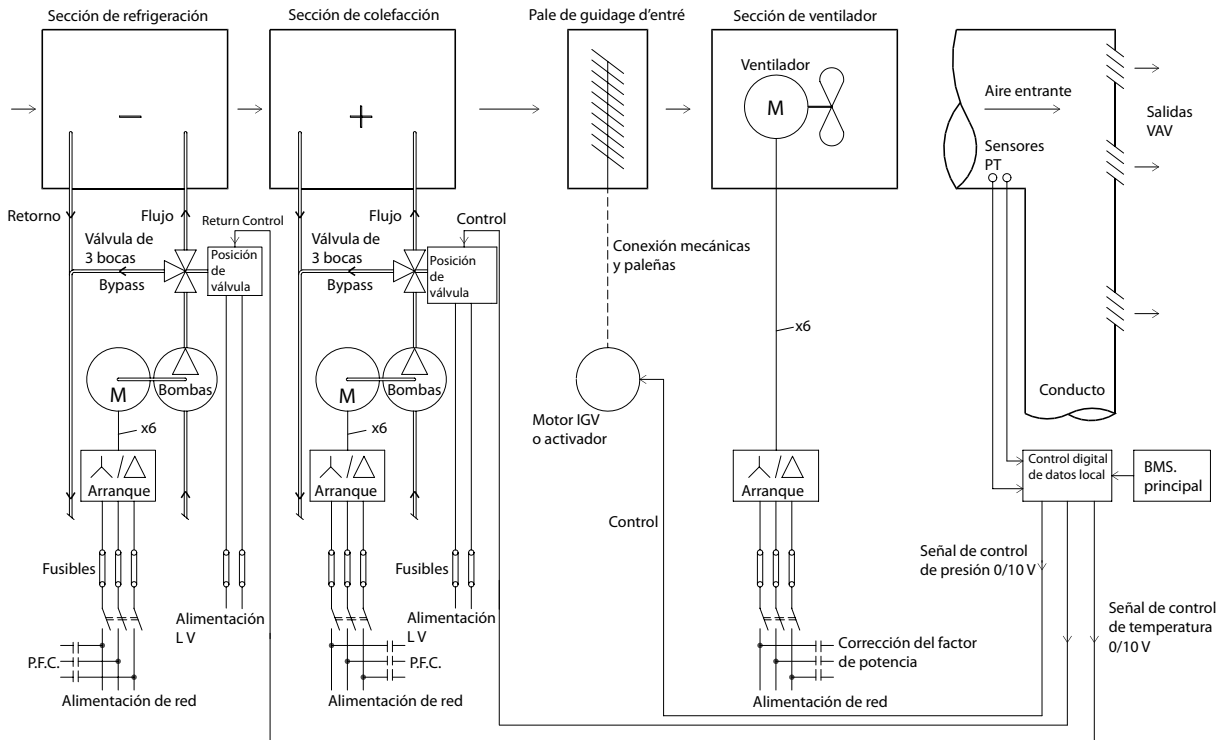 Sección de refrigeración
Sección de colefacción
Pale de guidage d'entré
Sección de ventilador
Ventilador
M
Aire entrante
Salidas
VAV
Sensores
PT
Retorno
Flujo
Return Control
Válvula de
3 bocas
Bypass
Posición
de
válvula
Flujo
Control
Válvula de
3 bocas
Bypass
Posición
de
válvula
Conexión mecánicas
y paleñas
x6
M
Bombas
M
Bombas
Motor IGV
o activador
Conducto
x6
x6
Arranque
Arranque
Arranque
Control digital
de datos local
BMS.
principal
Control
Fusibles
Fusibles
Señal de control
de presión 0/10 V
Señal de control
de temperatura
0/10 V
Alimentación
L V
Alimentación
L V
P.F.C.
P.F.C.
Corrección del factor
de potencia
Alimentación de red
Alimentación de red
Alimentación de red